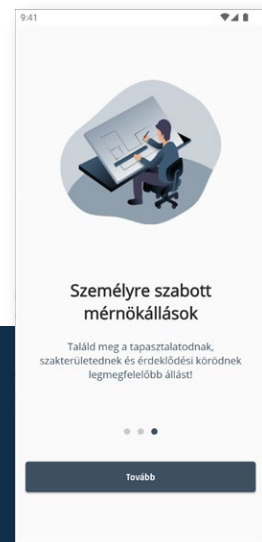 9:41
Személyre szabott
mérnökállások
Találd meg a tapasztalatodnak,
szakterületednek és érdeklődési körödnek
legmegfelelőbb állást!
Tovább